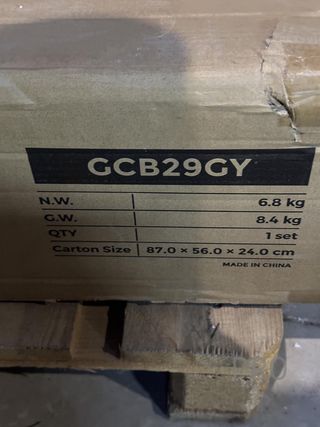 GCB29GY
N.W. 6.8 kg
G.W. 8.4 kg
QTY 1 set
Carton Size 87.0 × 56.0 × 24.0 cm
MADE IN CHINA